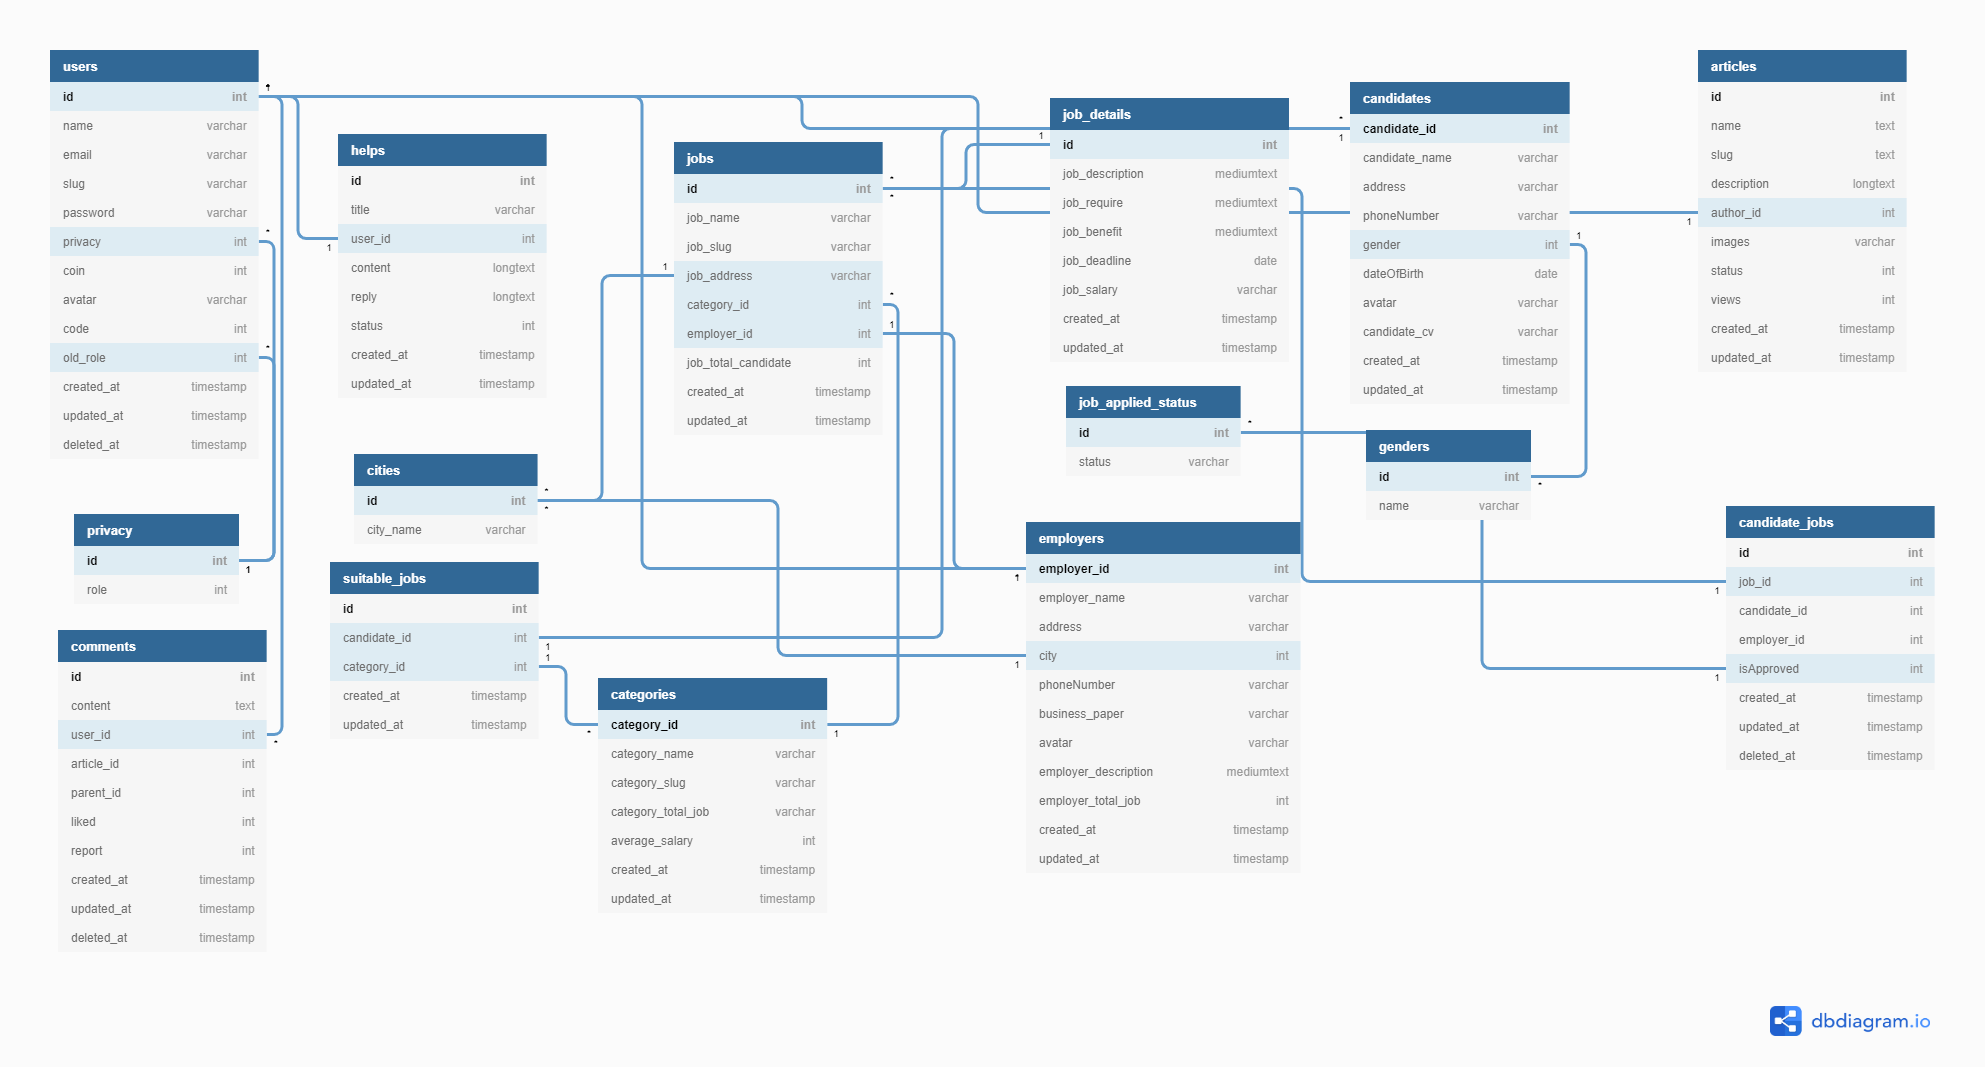 users
id int
name varchar
email varchar
slug varchar
password varchar
privacy int
coin int
avatar varchar
code int
old_role int
created_at timestamp
updated_at timestamp
deleted_at timestamp
privacy
id int
role int
comments
id int
content text
user_id int
article_id int
parent_id int
liked int
report int
created_at timestamp
updated_at timestamp
deleted_at timestamp
helps
id int
title varchar
user_id int
content longtext
reply longtext
status int
created_at timestamp
updated_at timestamp
cities
id int
city_name varchar
suitable_jobs
id int
candidate_id int
category_id int
created_at timestamp
updated_at timestamp
jobs
id int
job_name varchar
job_slug varchar
job_address varchar
category_id int
employer_id int
job_total_candidate int
created_at timestamp
updated_at timestamp
categories
category_id int
category_name varchar
category_slug varchar
category_total_job varchar
average_salary int
created_at timestamp
updated_at timestamp
job_details
id int
job_description mediumtext
job_require mediumtext
job_benefit mediumtext
job_deadline date
job_salary varchar
created_at timestamp
updated_at timestamp
job_applied_status
id int
status varchar
employers
employer_id int
employer_name varchar
address varchar
city int
phoneNumber varchar
business_paper varchar
avatar varchar
employer_description mediumtext
employer_total_job int
created_at timestamp
updated_at timestamp
candidates
candidate_id int
candidate_name varchar
address varchar
phoneNumber varchar
gender int
dateOfBirth date
avatar varchar
candidate_cv varchar
created_at timestamp
updated_at timestamp
genders
id int
name varchar
articles
id int
name text
slug text
description longtext
author_id int
images varchar
status int
views int
created_at timestamp
updated_at timestamp
candidate_jobs
id int
job_id int
candidate_id int
employer_id int
isApproved int
created_at timestamp
updated_at timestamp
deleted_at timestamp
dbdiagram.io